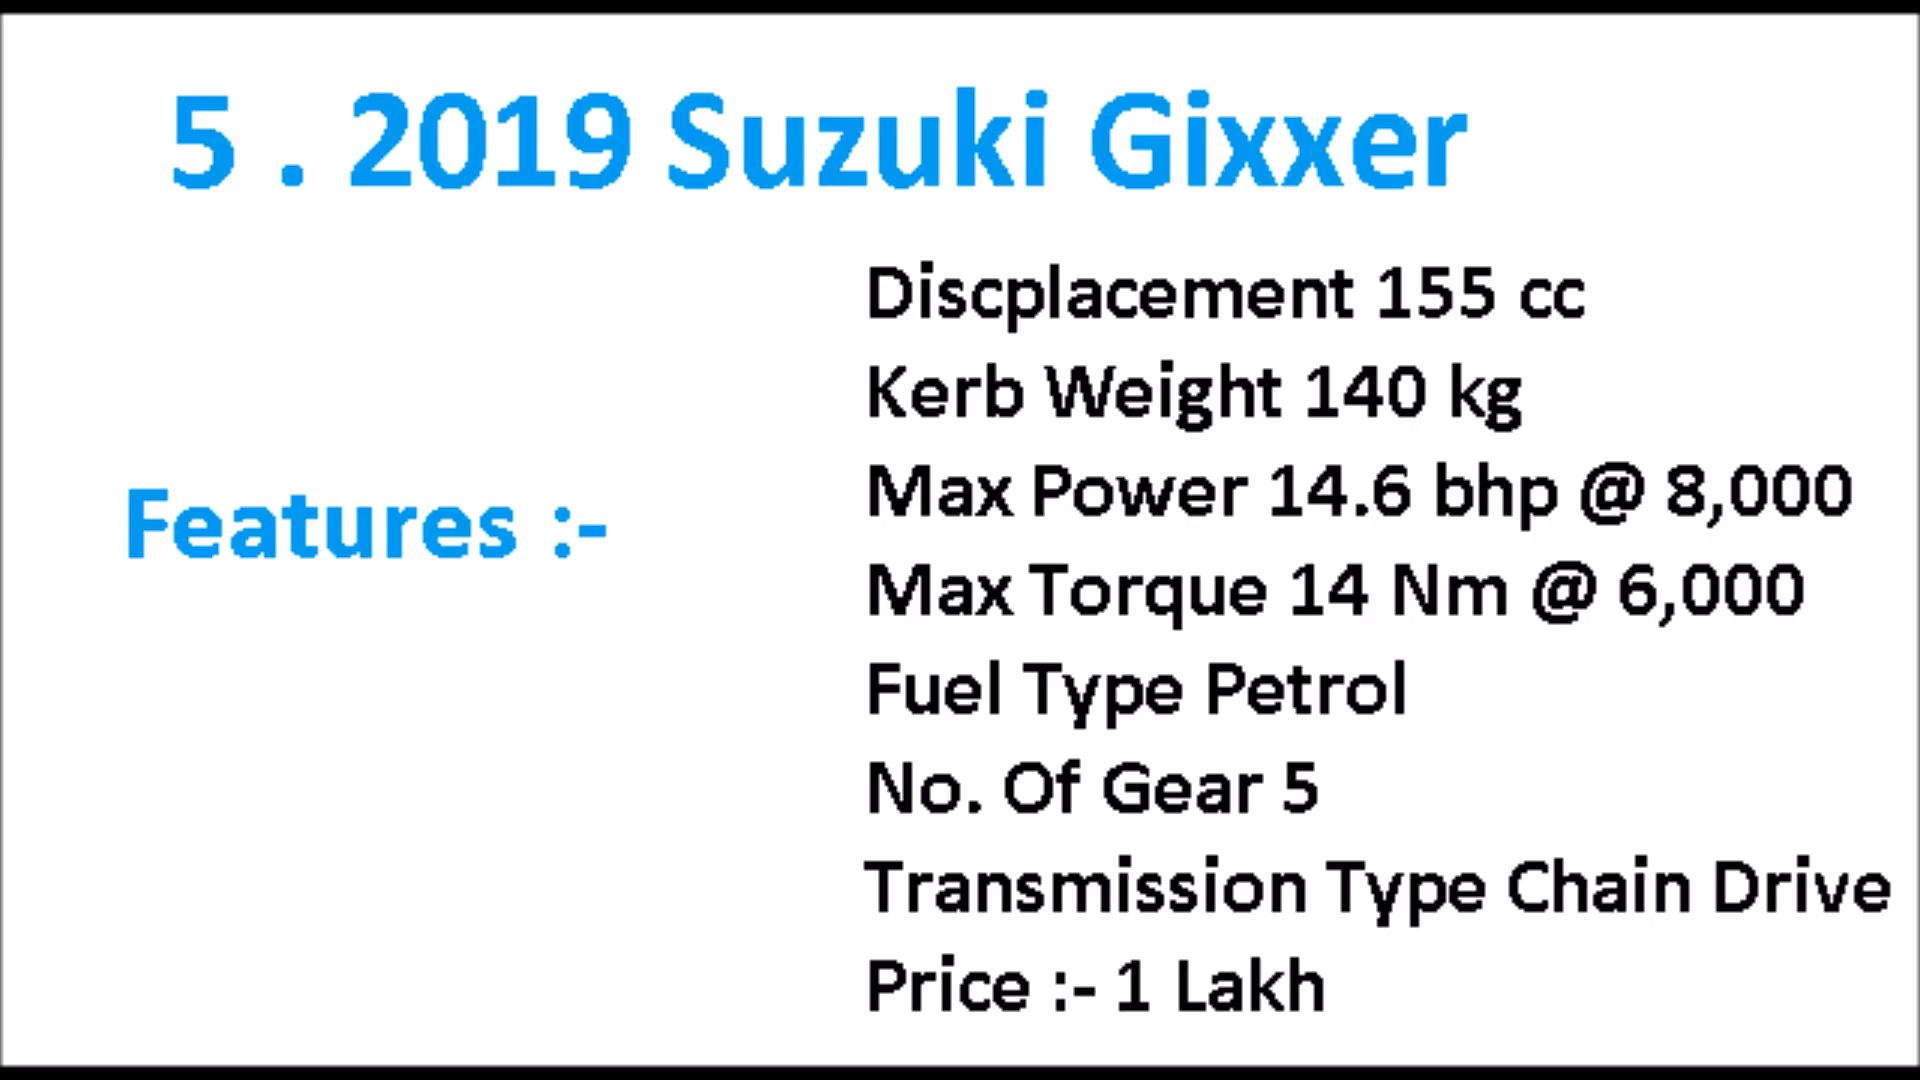 5 . 2019 Suzuki Gixxer
Features :-
Discplacement 155 cc
Kerb Weight 140 kg
Max Power 14.6 bhp @ 8,000
Max Torque 14 Nm @ 6,000
Fuel Type Petrol
No. Of Gear 5
Transmission Type Chain Drive
Price :- 1 Lakh